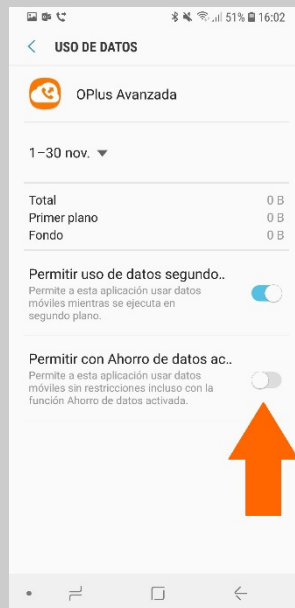 51% 16:02
USO DE DATOS
OPlus Avanzada
1–30 nov.
Total 0 B
Primer plano 0 B
Fondo 0 B
Permitir uso de datos segundo..
Permite a esta aplicación usar datos
móviles mientras se ejecuta en
segundo plano.
Permitir con Ahorro de datos ac..
Permite a esta aplicación usar datos
móviles sin restricciones incluso con la
función Ahorro de datos activada.